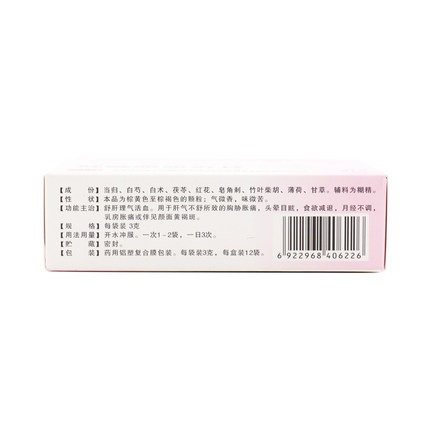 【成　份】当归、白芍、白术、茯苓、红花、皂角刺、竹叶柴胡、薄荷、甘草。辅料为糊精。
【性　状】本品为棕黄色至棕褐色的颗粒；气微香，味微苦。
【功能主治】舒肝理气活血。用于肝气不舒所致的胸胁胀痛，头晕目眩，食欲减退，月经不调，
乳房胀痛或伴见颜面黄褐斑。
【规　格】每袋装 3克
【用法用量】开水冲服。一次1-2袋，一日3次。
【贮　藏】密封。
【包　装】药用铝塑复合膜包装。每袋装3克，每盒装12袋。
6 922968 406226